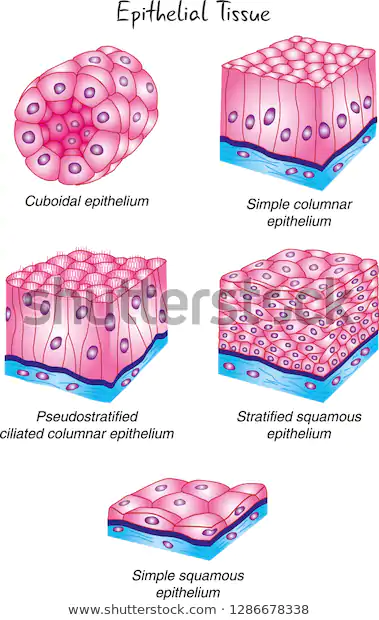 Epithelial Tissue
Cuboidal epithelium
Simple columnar
epithelium
shutterstock
Pseudostratified
ciliated columnar epithelium
Stratified squamous
epithelium
Simple squamous
epithelium
www.shutterstock.com · 1286678338